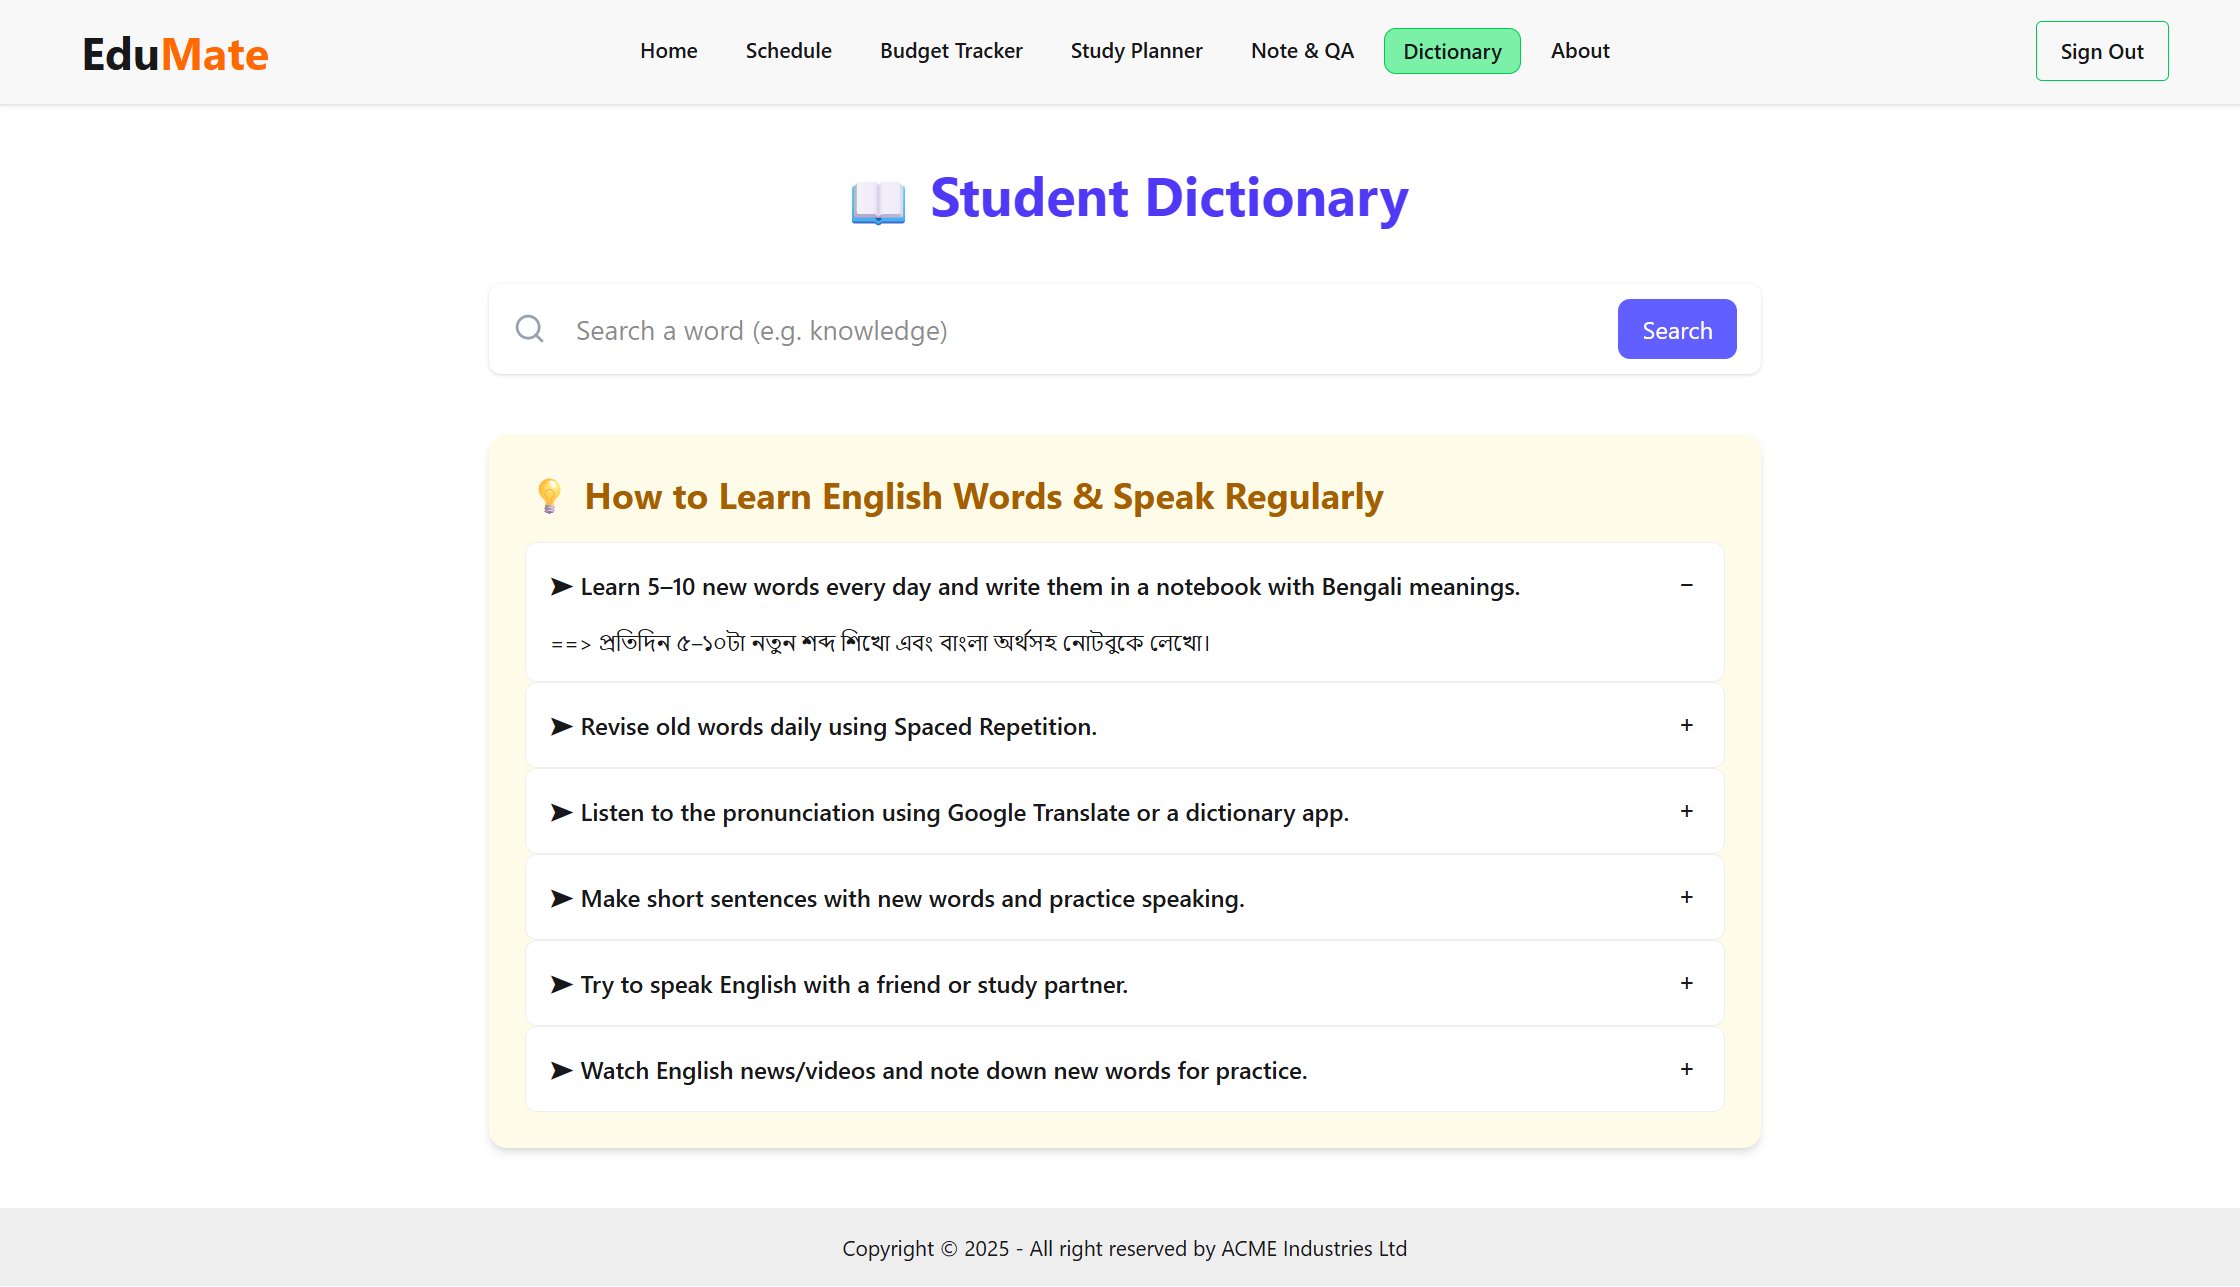 EduMate
Home Schedule Budget Tracker Study Planner Note & QA Dictionary About Sign Out
📖 Student Dictionary
Search a word (e.g. knowledge) Search
💡 How to Learn English Words & Speak Regularly
➤ Learn 5–10 new words every day and write them in a notebook with Bengali meanings. −
==> প্রতিদিন ৫–১০টা নতুন শব্দ শিখো এবং বাংলা অর্থসহ নোটবুকে লেখো।
➤ Revise old words daily using Spaced Repetition. +
➤ Listen to the pronunciation using Google Translate or a dictionary app. +
➤ Make short sentences with new words and practice speaking. +
➤ Try to speak English with a friend or study partner. +
➤ Watch English news/videos and note down new words for practice. +
Copyright © 2025 - All right reserved by ACME Industries Ltd